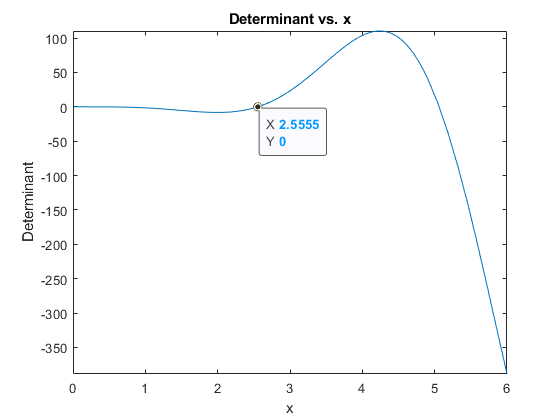 Determinant vs. x
100
50
0
-50
-100
-150
-200
-250
-300
-350
Determinant
X 2.5555
Y 0
0 1 2 3 4 5 6
x